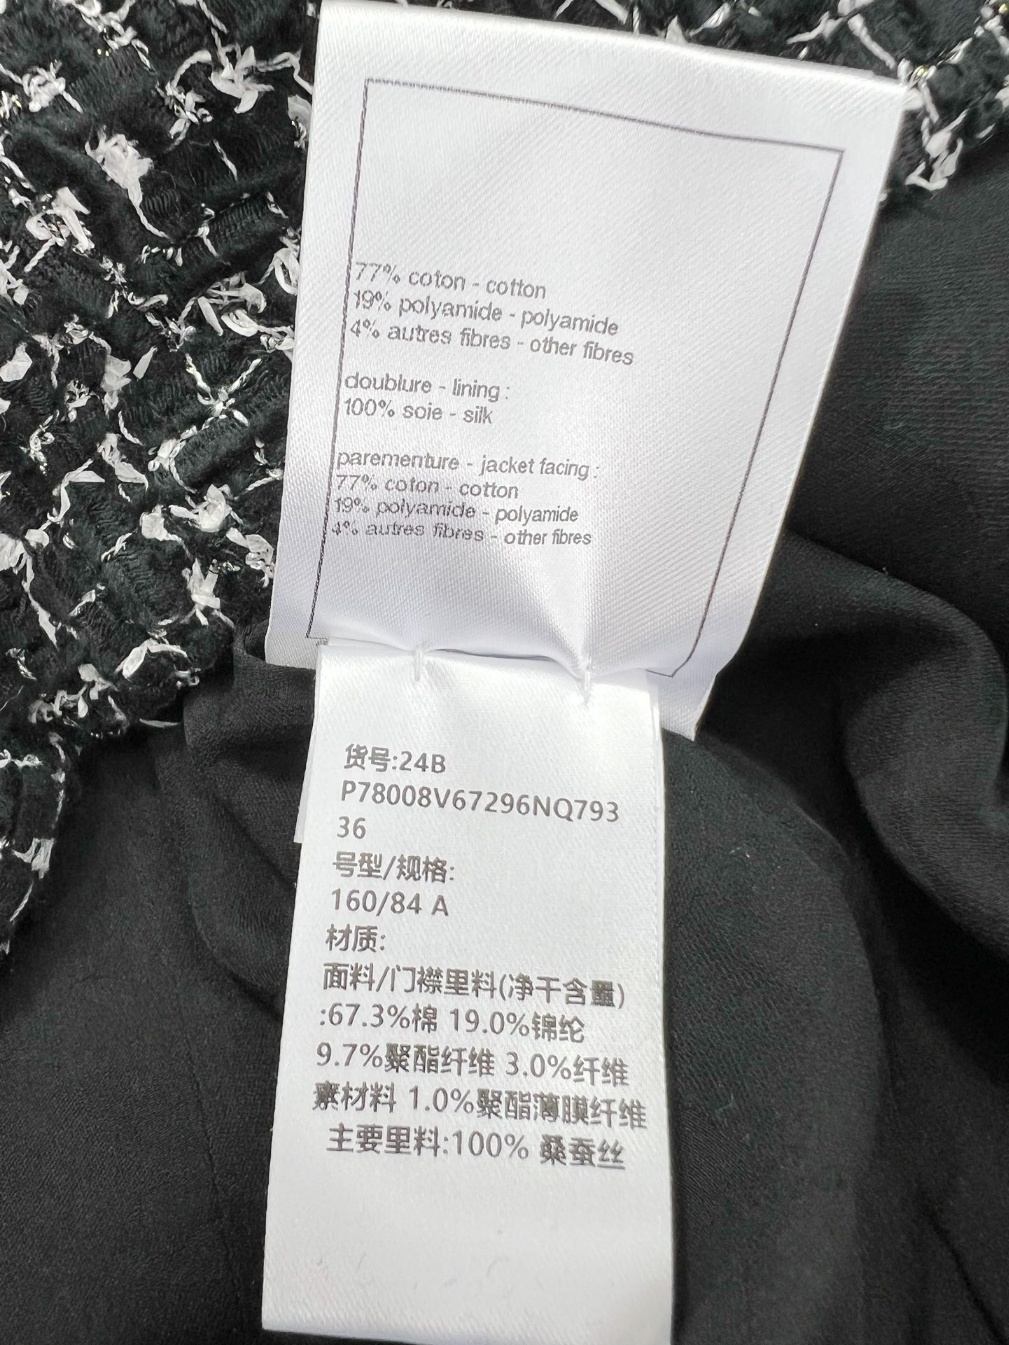 77% coton - cotton
19% polyamide - polyamide
4% autres fibres - other fibres
doublure - lining :
100% soie - silk
parementure - jacket facing :
77% coton - cotton
19% polyamide - polyamide
4% autres fibres - other fibres
货号:24B
P78008V67296NQ793
36
号型/规格:
160/84 A
材质:
面料/门襟里料(净干含量)
:67.3%棉 19.0%锦纶
9.7%聚酯纤维 3.0%纤维
素材料 1.0%聚酯薄膜纤维
主要里料:100% 桑蚕丝